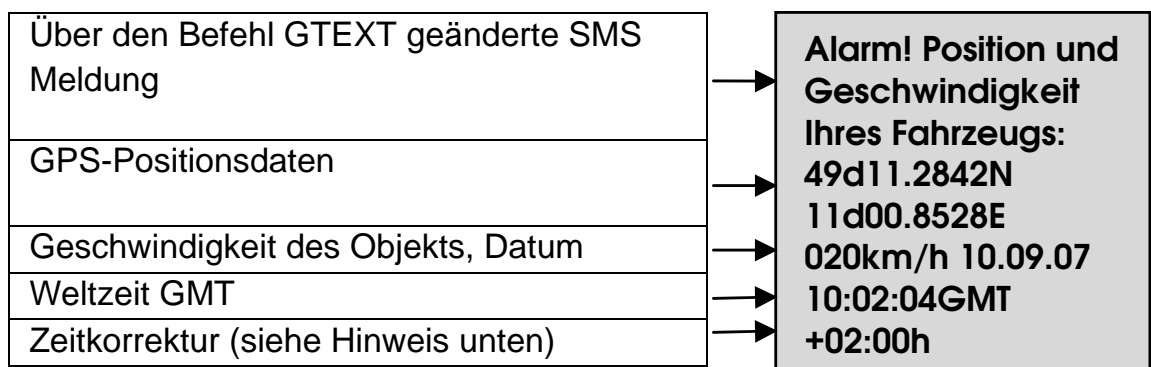 Über den Befehl GTEXT geänderte SMS
Meldung
GPS-Positionsdaten
Geschwindigkeit des Objekts, Datum
Weltzeit GMT
Zeitkorrektur (siehe Hinweis unten)
Alarm! Position und
Geschwindigkeit
Ihres Fahrzeugs:
49d11.2842N
11d00.8528E
020km/h 10.09.07
10:02:04GMT
+02:00h